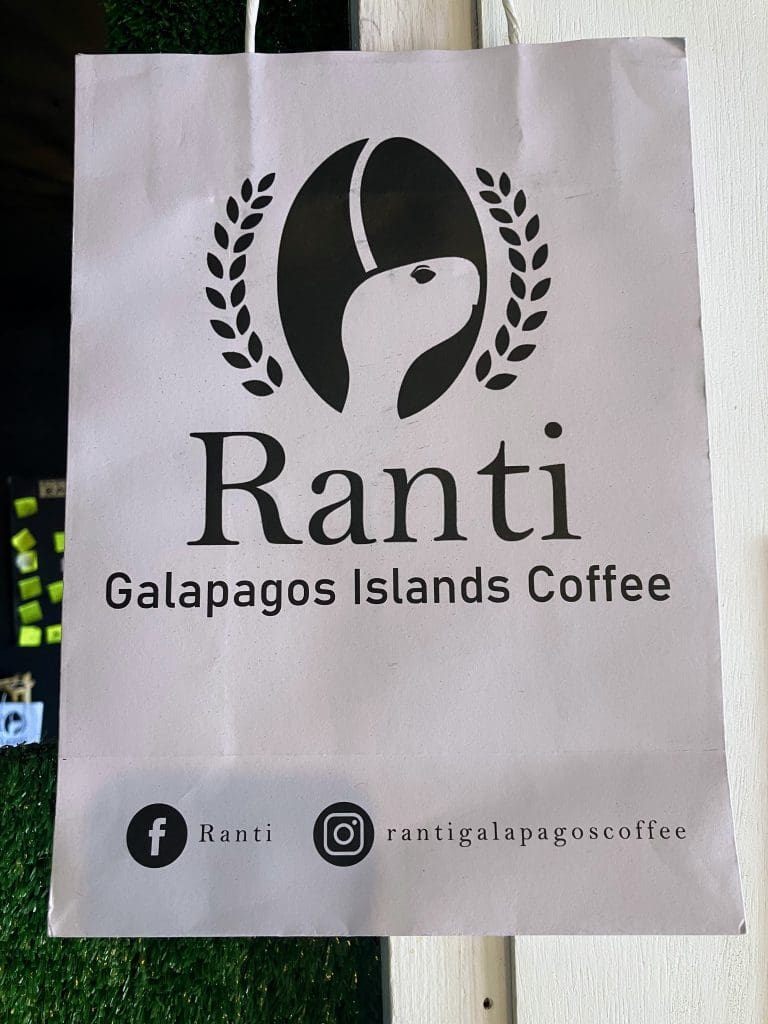 Ranti
Galapagos Islands Coffee
Ranti rantigalapagoscoffee